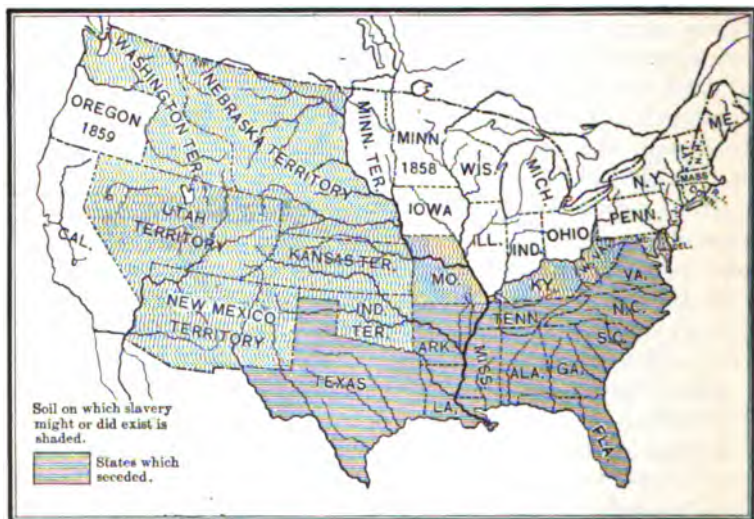 WASHINGTON TER.
NEBRASKA TERRITORY
MINN. TER.
OREGON
1859
MINN
1858
WIS.
MICH.
ME.
N.Y.
MASS
PENN.
IOWA
ILL.
IND.
OHIO
CAL.
UTAH
TERRITORY
KANSAS TER.
MO.
KY.
W.VA.
VA.
DEL.
NEW MEXICO
TERRITORY
IND.
TER.
TENN.
N.C.
S.C.
ARK.
MISS.
ALA.
GA.
TEXAS
LA.
FLA.
Soil on which slavery
might or did exist is
shaded.
States which
seceded.